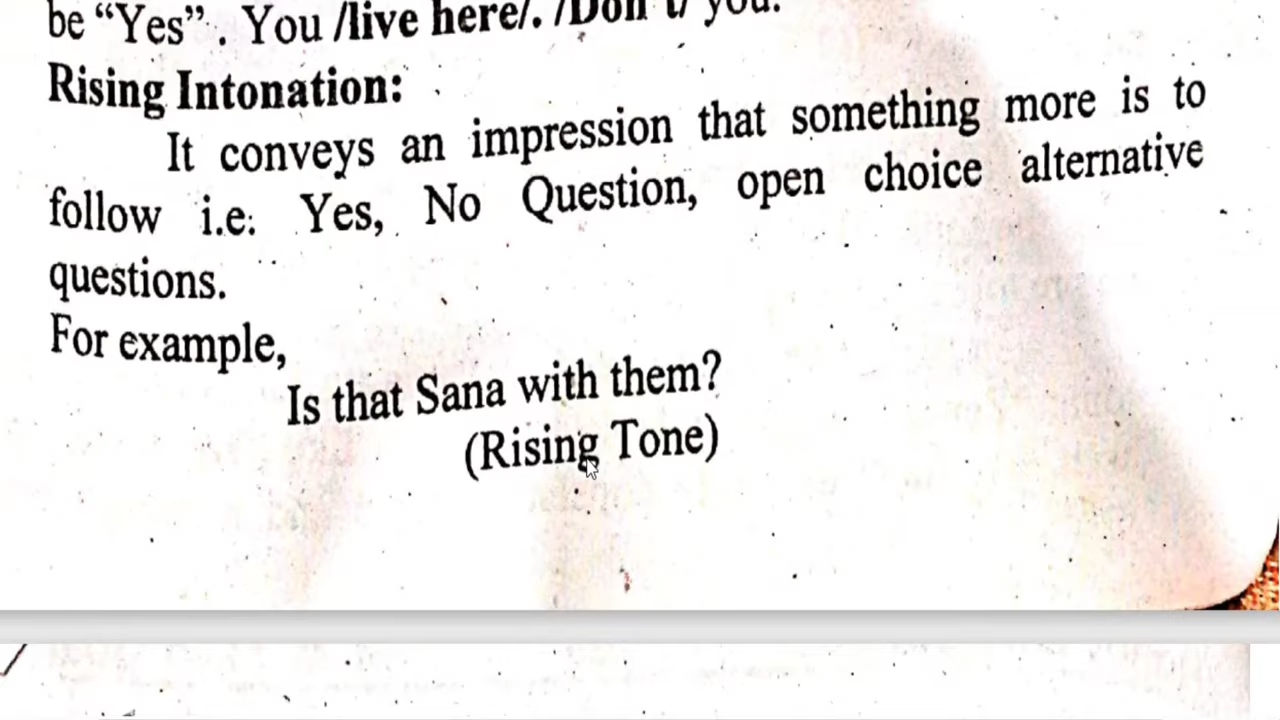 be “Yes”. You /live here/. /Don't/ you.
Rising Intonation:
It conveys an impression that something more is to
follow i.e: Yes, No Question, open choice alternative
questions.
For example,
Is that Sana with them?
(Rising Tone)